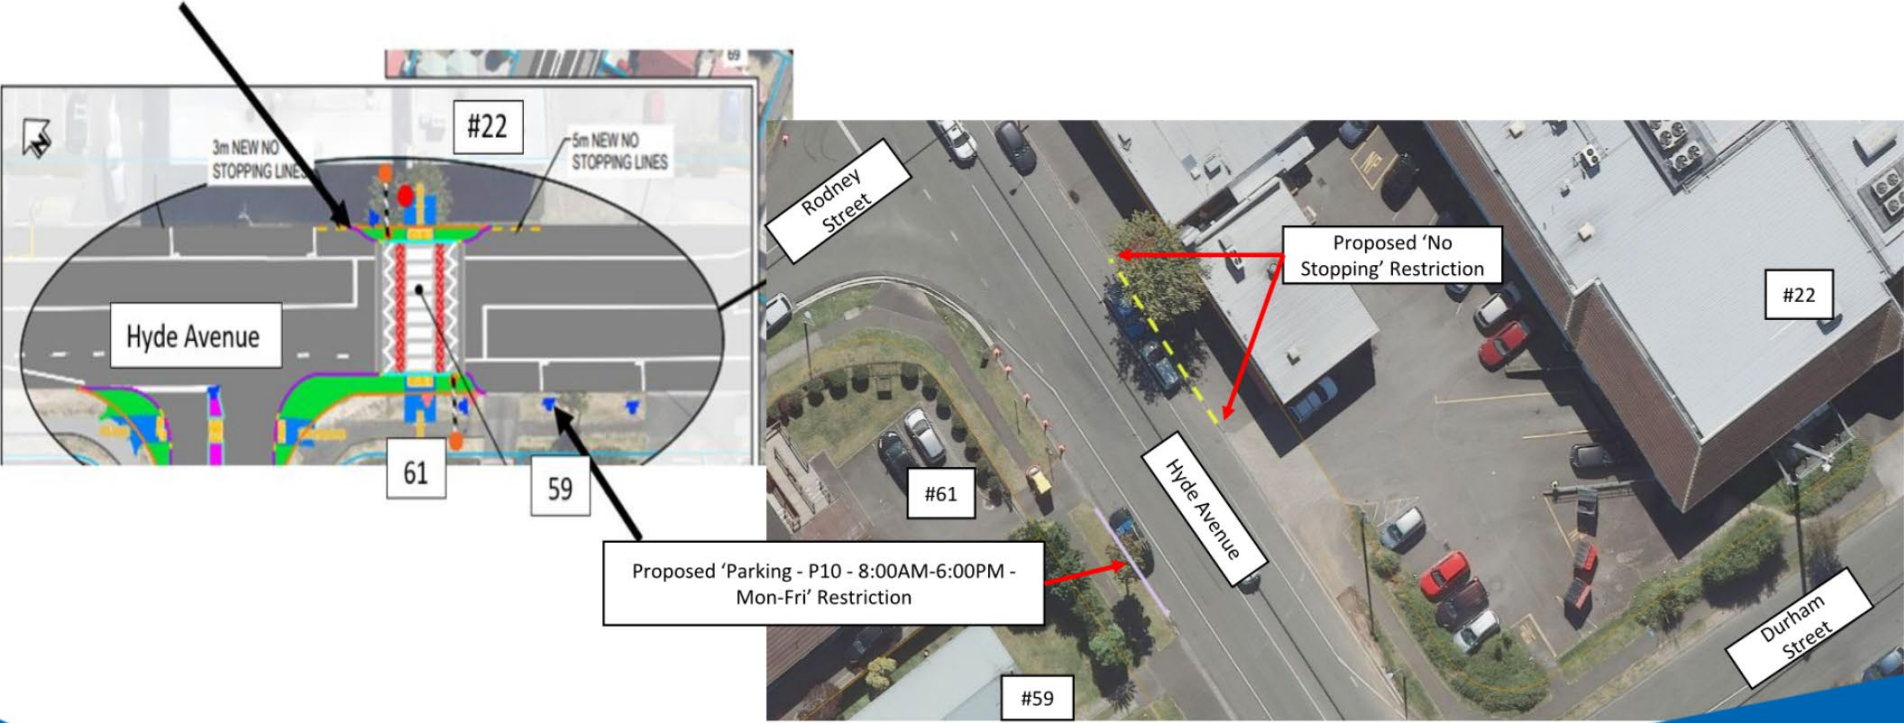 #22
3m NEW NO
STOPPING LINES
5m NEW NO
STOPPING LINES
Hyde Avenue
61
59
69
N
Rodney
Street
Proposed ‘No
Stopping’ Restriction
#22
#61
Hyde Avenue
Proposed ‘Parking - P10 - 8:00AM-6:00PM -
Mon-Fri’ Restriction
#59
Durham
Street